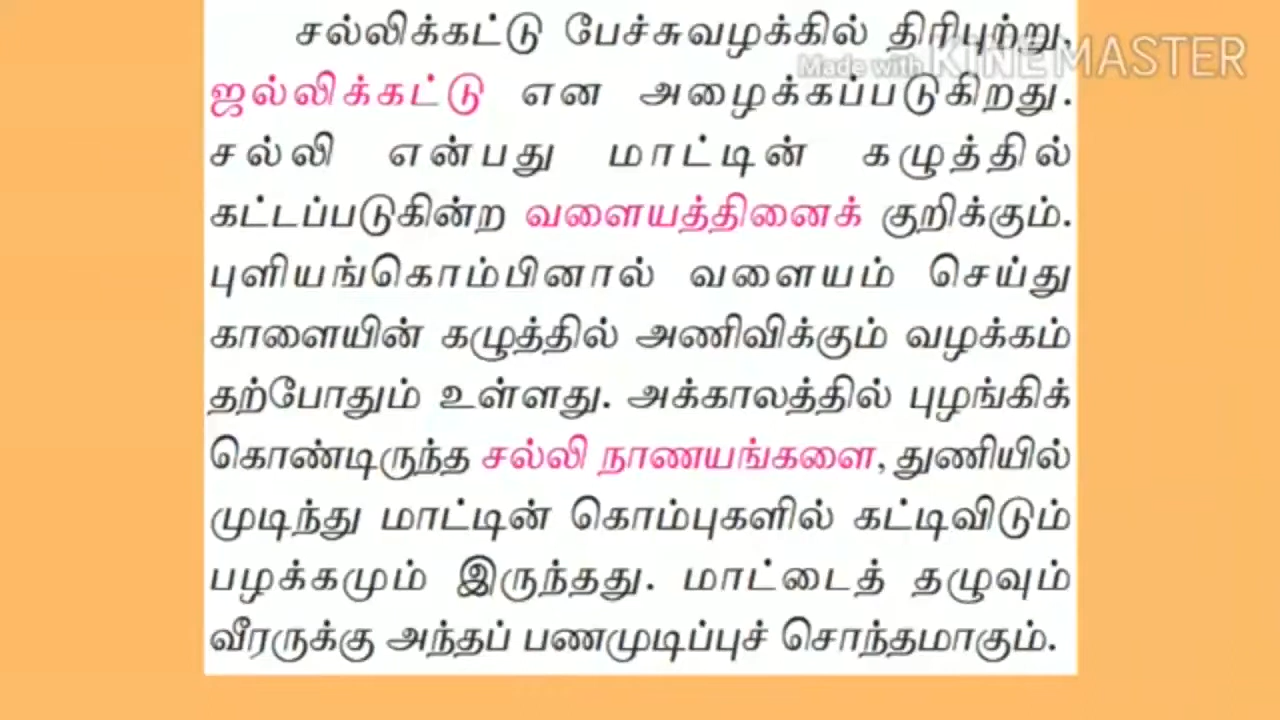 சல்லிக்கட்டு பேச்சுவழக்கில் திரிபுற்று,
ஜல்லிக்கட்டு என அழைக்கப்படுகிறது.
சல்லி என்பது மாட்டின் கழுத்தில்
கட்டப்படுகின்ற வளையத்தினைக் குறிக்கும்.
புளியங்கொம்பினால் வளையம் செய்து
காளையின் கழுத்தில் அணிவிக்கும் வழக்கம்
தற்போதும் உள்ளது. அக்காலத்தில் புழங்கிக்
கொண்டிருந்த சல்லி நாணயங்களை, துணியில்
முடிந்து மாட்டின் கொம்புகளில் கட்டிவிடும்
பழக்கமும் இருந்தது. மாட்டைத் தழுவும்
வீரருக்கு அந்தப் பணமுடிப்புச் சொந்தமாகும்.
Made with KINEMASTER